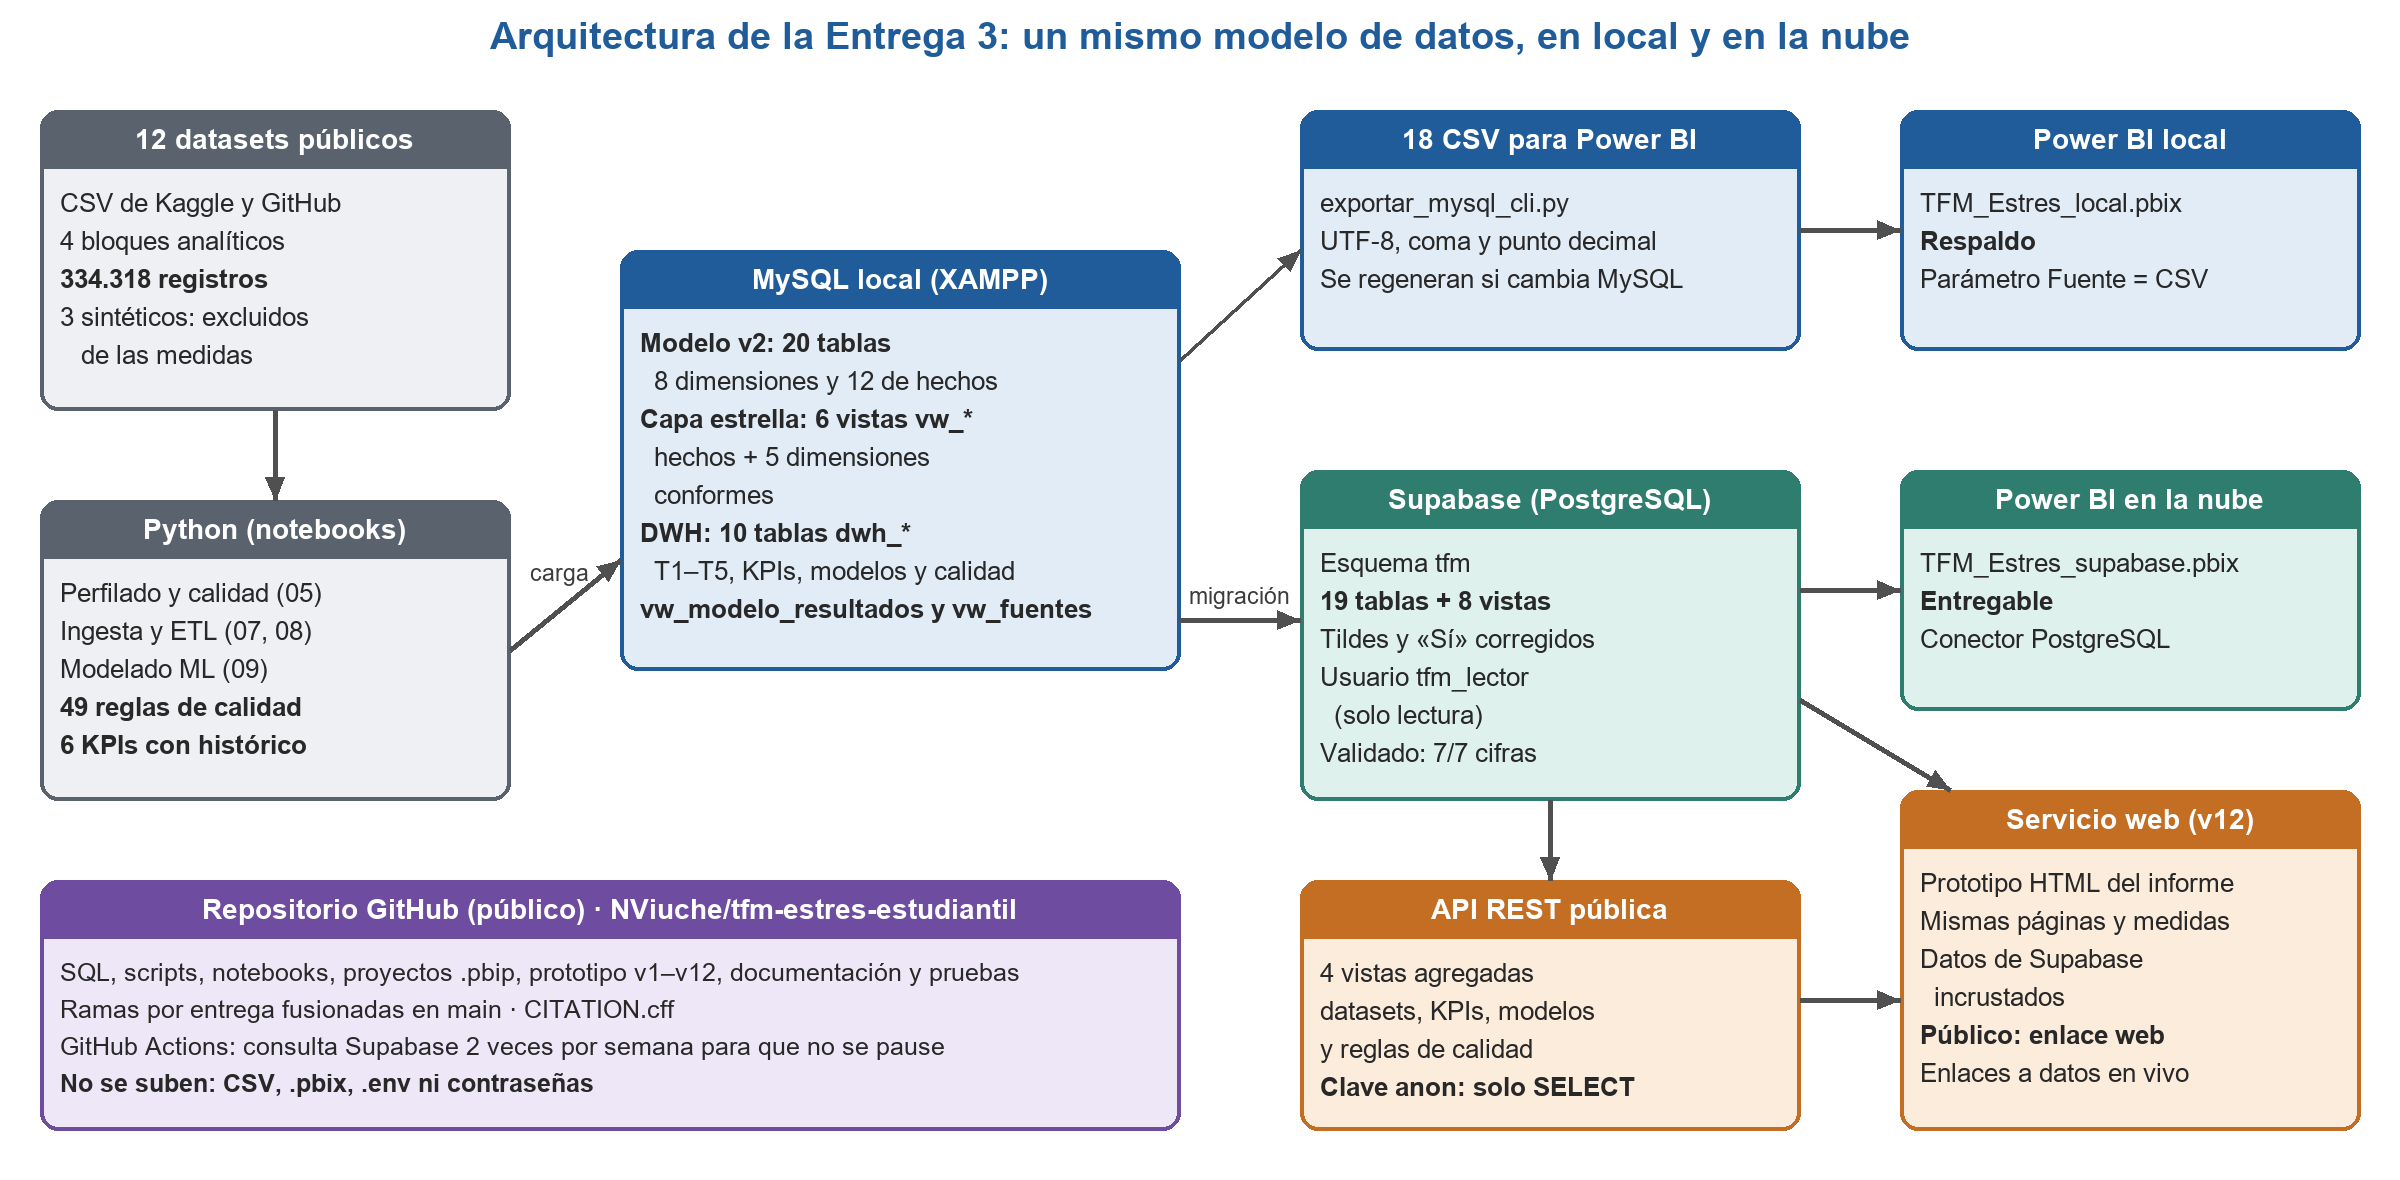 Arquitectura de la Entrega 3: un mismo modelo de datos, en local y en la nube
12 datasets públicos
CSV de Kaggle y GitHub
4 bloques analíticos
334.318 registros
3 sintéticos: excluidos
de las medidas
Python (notebooks)
Perfilado y calidad (05)
Ingesta y ETL (07, 08)
Modelado ML (09)
49 reglas de calidad
6 KPIs con histórico
carga
MySQL local (XAMPP)
Modelo v2: 20 tablas
8 dimensiones y 12 de hechos
Capa estrella: 6 vistas vw_*
hechos + 5 dimensiones
conformes
DWH: 10 tablas dwh_*
T1–T5, KPIs, modelos y calidad
vw_modelo_resultados y vw_fuentes
migración
18 CSV para Power BI
exportar_mysql_cli.py
UTF-8, coma y punto decimal
Se regeneran si cambia MySQL
Power BI local
TFM_Estres_local.pbix
Respaldo
Parámetro Fuente = CSV
Supabase (PostgreSQL)
Esquema tfm
19 tablas + 8 vistas
Tildes y «Sí» corregidos
Usuario tfm_lector
(solo lectura)
Validado: 7/7 cifras
Power BI en la nube
TFM_Estres_supabase.pbix
Entregable
Conector PostgreSQL
Repositorio GitHub (público) · NViuche/tfm-estres-estudiantil
SQL, scripts, notebooks, proyectos .pbip, prototipo v1–v12, documentación y pruebas
Ramas por entrega fusionadas en main · CITATION.cff
GitHub Actions: consulta Supabase 2 veces por semana para que no se pause
No se suben: CSV, .pbix, .env ni contraseñas
API REST pública
4 vistas agregadas
datasets, KPIs, modelos
y reglas de calidad
Clave anon: solo SELECT
Servicio web (v12)
Prototipo HTML del informe
Mismas páginas y medidas
Datos de Supabase
incrustados
Público: enlace web
Enlaces a datos en vivo